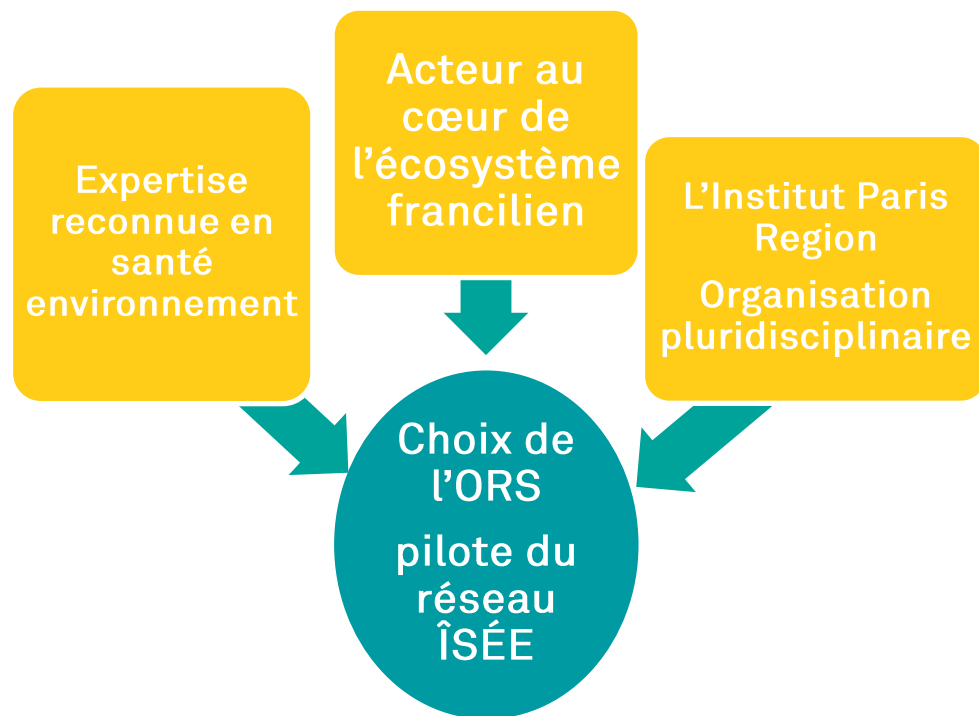 Expertise
reconnue en
santé
environnement
Acteur au
cœur de
l'écosystème
francilien
L'Institut Paris
Region
Organisation
pluridisciplinaire
Choix de
l'ORS
pilote du
réseau
ÎSÉE